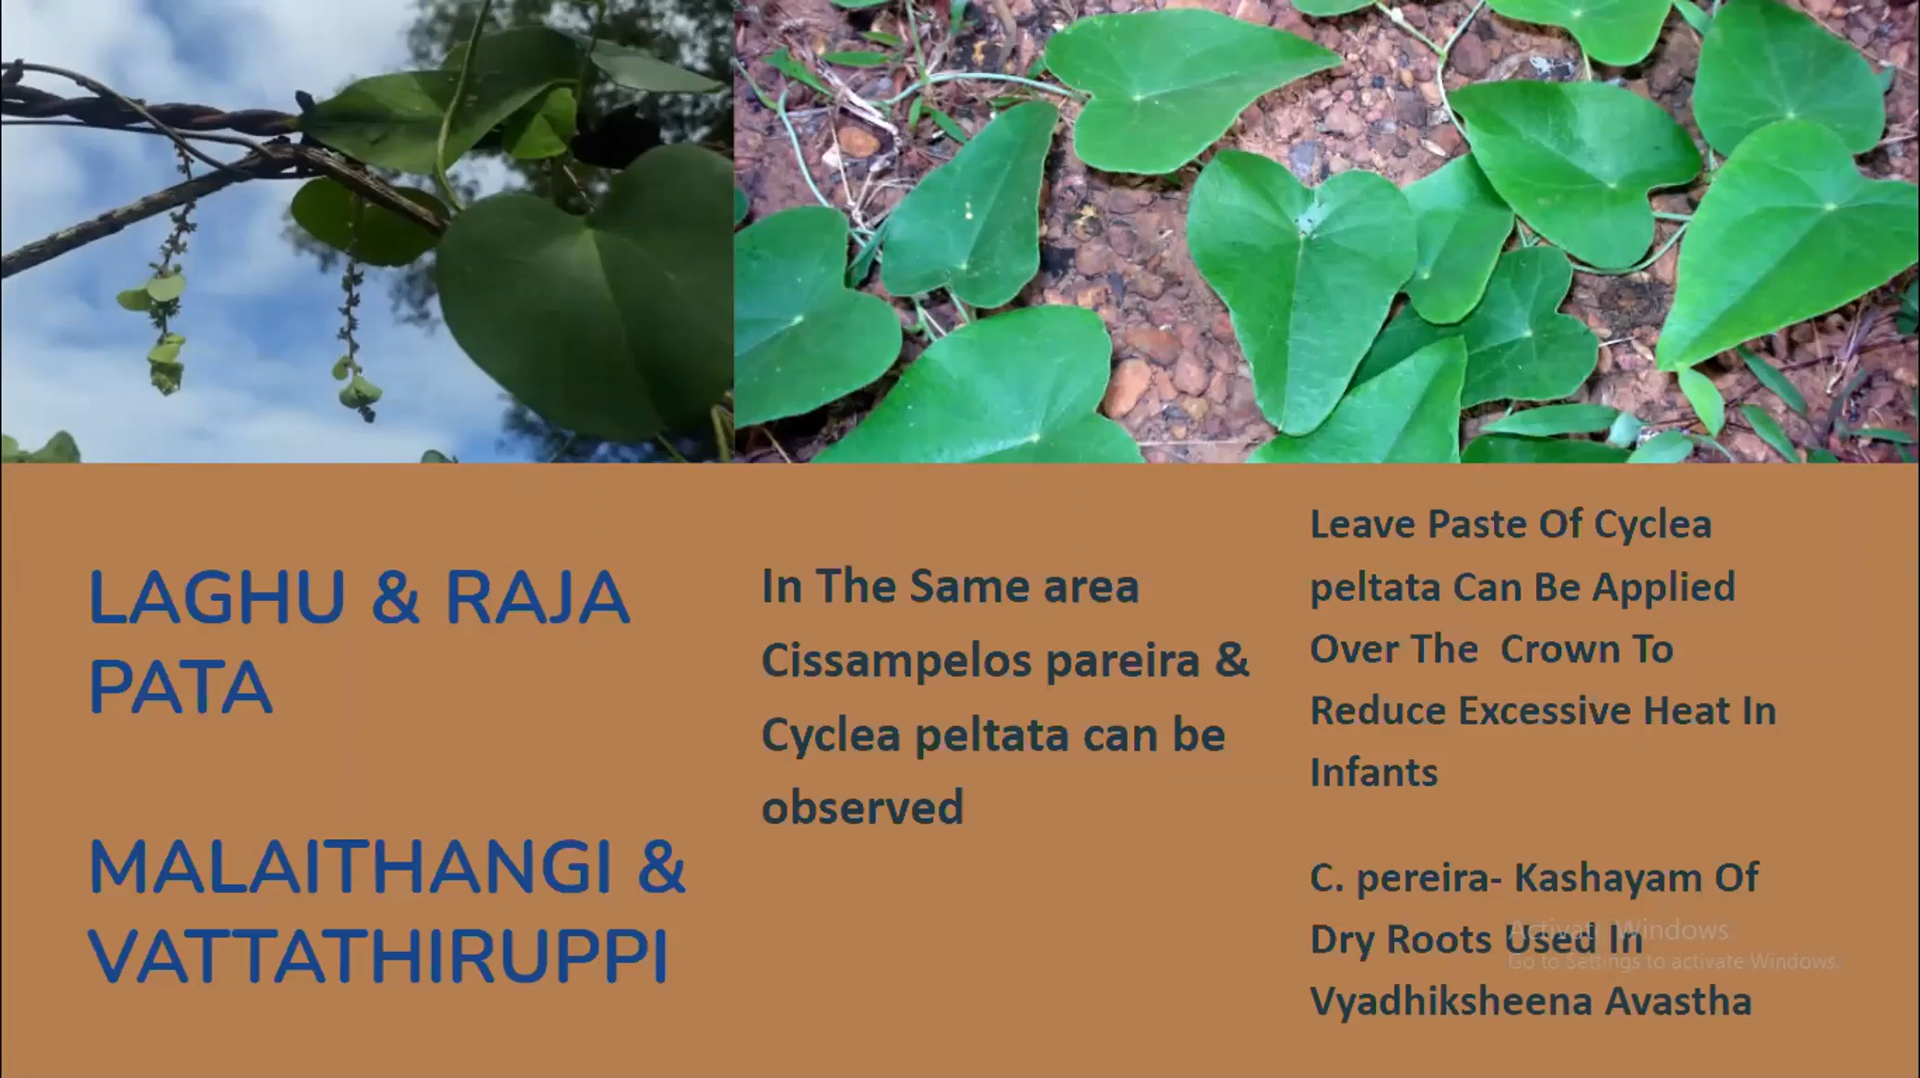 LAGHU & RAJA
PATA
MALAITHANGI &
VATTATHIRUPPI
In The Same area
Cissampelos pareira &
Cyclea peltata can be
observed
Leave Paste Of Cyclea
peltata Can Be Applied
Over The Crown To
Reduce Excessive Heat In
Infants
C. pereira- Kashayam Of
Dry Roots Used In
Vyadhiksheena Avastha
Activate Windows
Go to Settings to activate Windows.